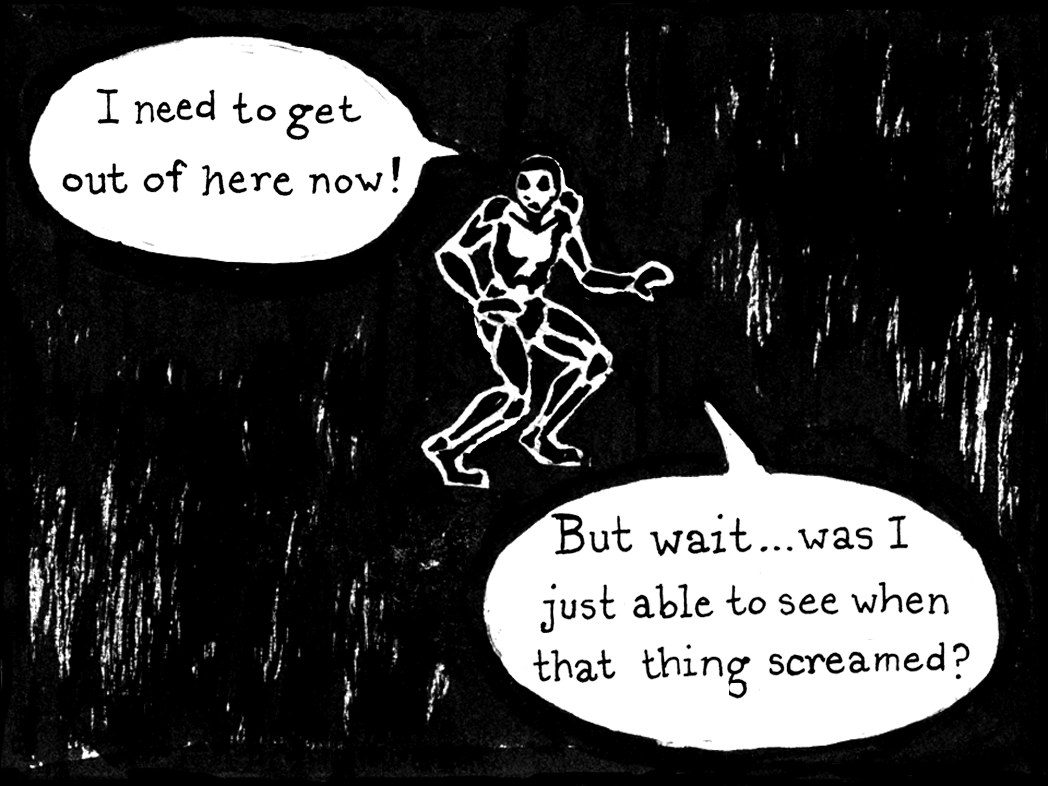 I need to get
out of here now!
But wait...was I
just able to see when
that thing screamed?